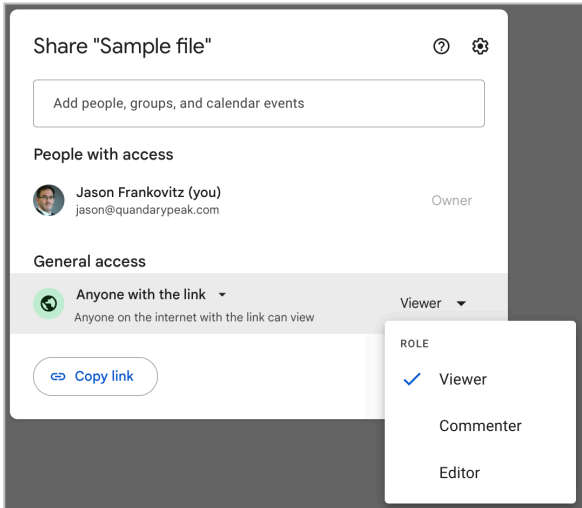 Share "Sample file"
Add people, groups, and calendar events
People with access
Jason Frankovitz (you)
jason@quandarypeak.com
Owner
General access
Anyone with the link
Anyone on the internet with the link can view
Viewer
Copy link
ROLE
Viewer
Commenter
Editor